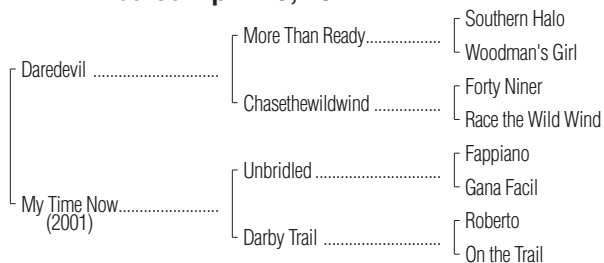 Southern Halo
More Than Ready
Woodman's Girl
Daredevil
Forty Niner
Chasethewildwind
Race the Wild Wind
Fappiano
Unbridled
Gana Facil
My Time Now
(2001)
Roberto
Darby Trail
On the Trail